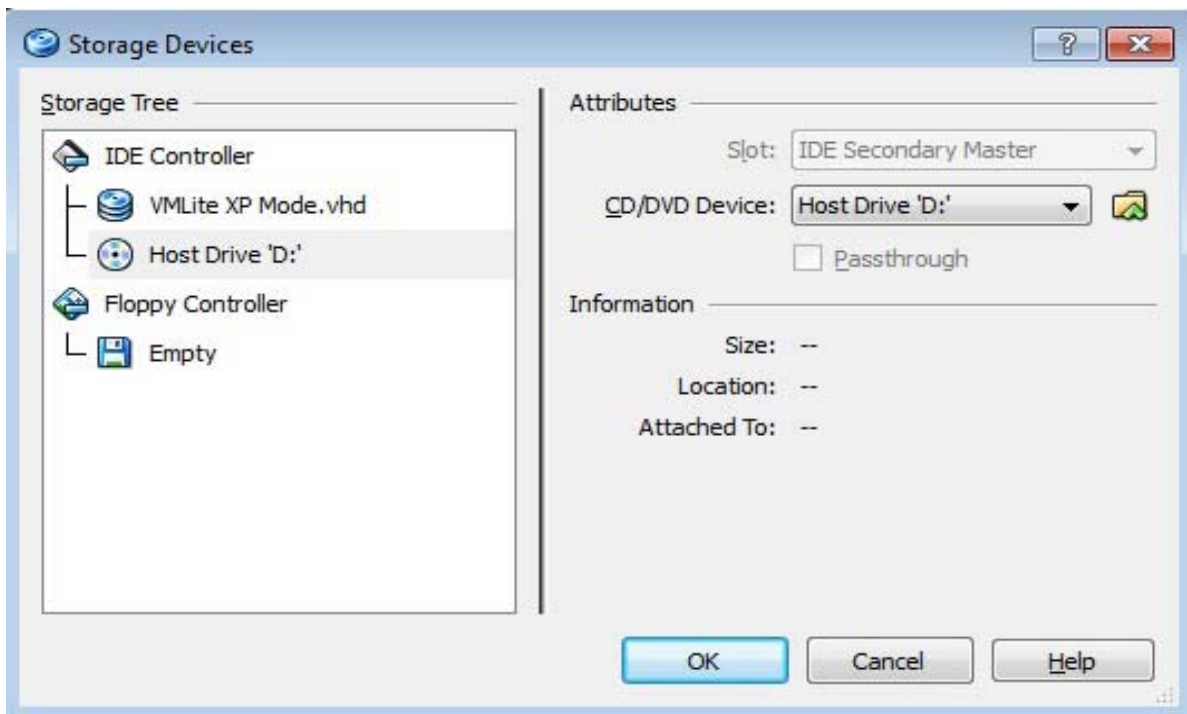 Storage Devices
Storage Tree
IDE Controller
VMLite XP Mode.vhd
Host Drive 'D:'
Floppy Controller
Empty
Attributes
Slot: IDE Secondary Master
CD/DVD Device: Host Drive 'D:'
Passthrough
Information
Size: --
Location: --
Attached To: --
OK Cancel Help